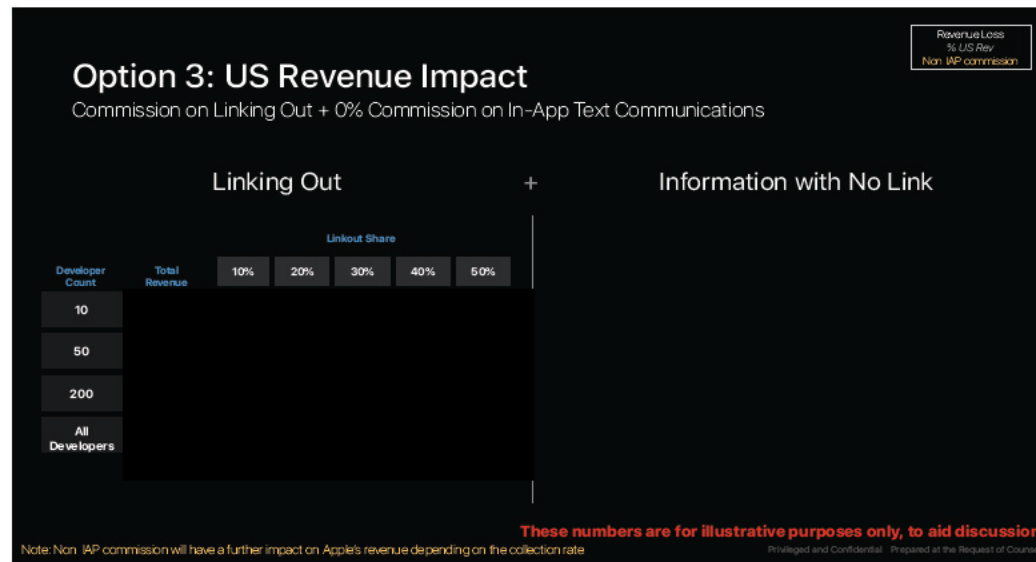 Revenue Loss
% US Rev
Non IAP commission
Option 3: US Revenue Impact
Commission on Linking Out + 0% Commission on In-App Text Communications
Linking Out
+
Information with No Link
Linkout Share
Developer
Count
Total
Revenue
10%
20%
30%
40%
50%
10
50
200
All
Developers
These numbers are for illustrative purposes only, to aid discussion
Note: Non IAP commission will have a further impact on Apple's revenue depending on the collection rate
Privileged and Confidential Prepared at the Request of